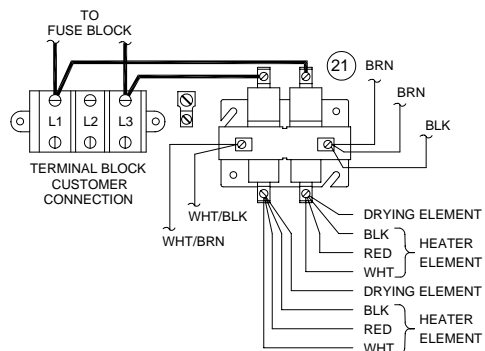 TO
FUSE BLOCK
21
BRN
BRN
BLK
L1 L2 L3
TERMINAL BLOCK
CUSTOMER
CONNECTION
WHT/BLK
WHT/BRN
DRYING ELEMENT
BLK
RED
WHT
HEATER
ELEMENT
DRYING ELEMENT
BLK
RED
WHT
HEATER
ELEMENT